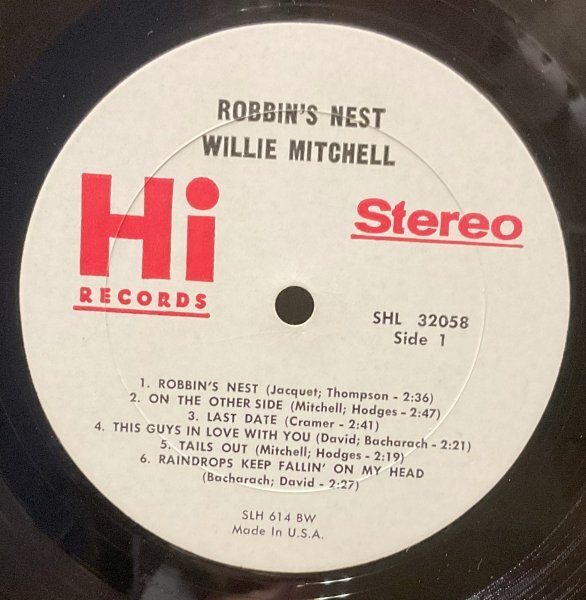 ROBBIN'S NEST
WILLIE MITCHELL
Hi
RECORDS
Stereo
SHL 32058
Side 1
1. ROBBIN'S NEST (Jacquet; Thompson - 2:36)
2. ON THE OTHER SIDE (Mitchell; Hodges - 2:47)
3. LAST DATE (Cramer - 2:41)
4. THIS GUYS IN LOVE WITH YOU (David; Bacharach - 2:21)
5. TAILS OUT (Mitchell; Hodges - 2:19)
6. RAINDROPS KEEP FALLIN' ON MY HEAD
(Bacharach; David - 2:27)
SLH 614 BW
Made In U.S.A.